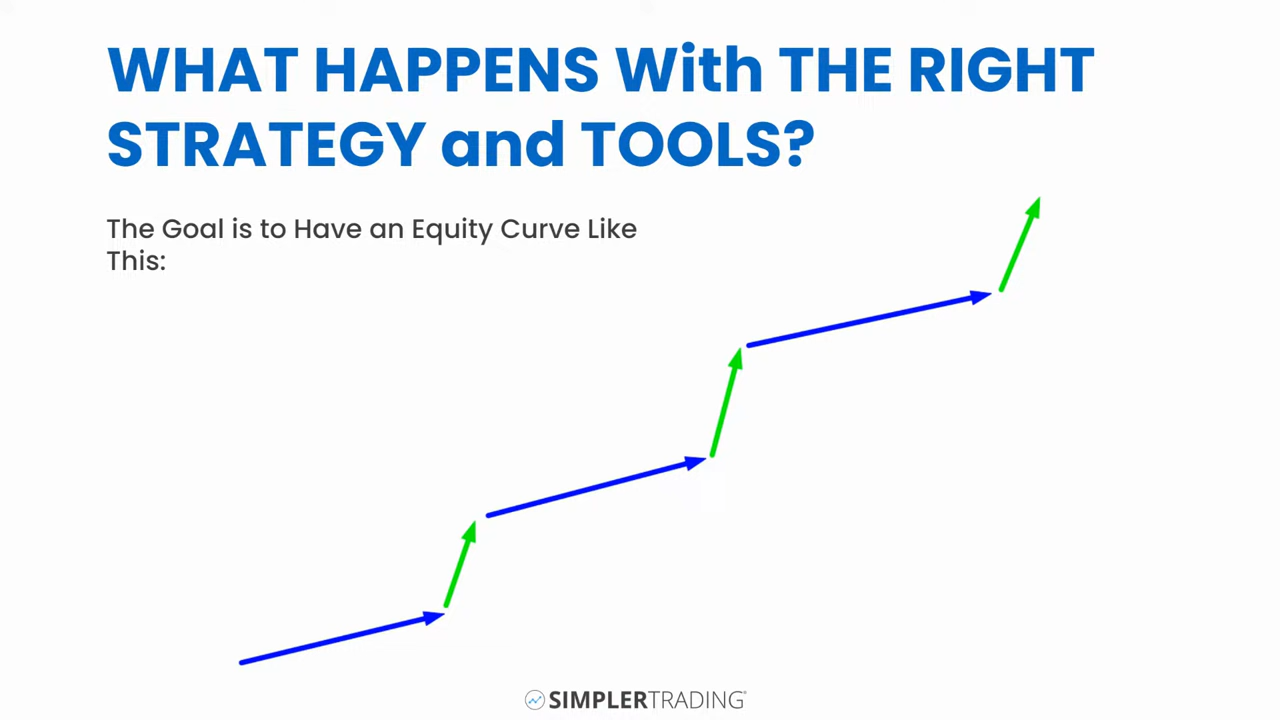 WHAT HAPPENS With THE RIGHT
STRATEGY and TOOLS?
The Goal is to Have an Equity Curve Like
This:
SIMPLERTRADING®